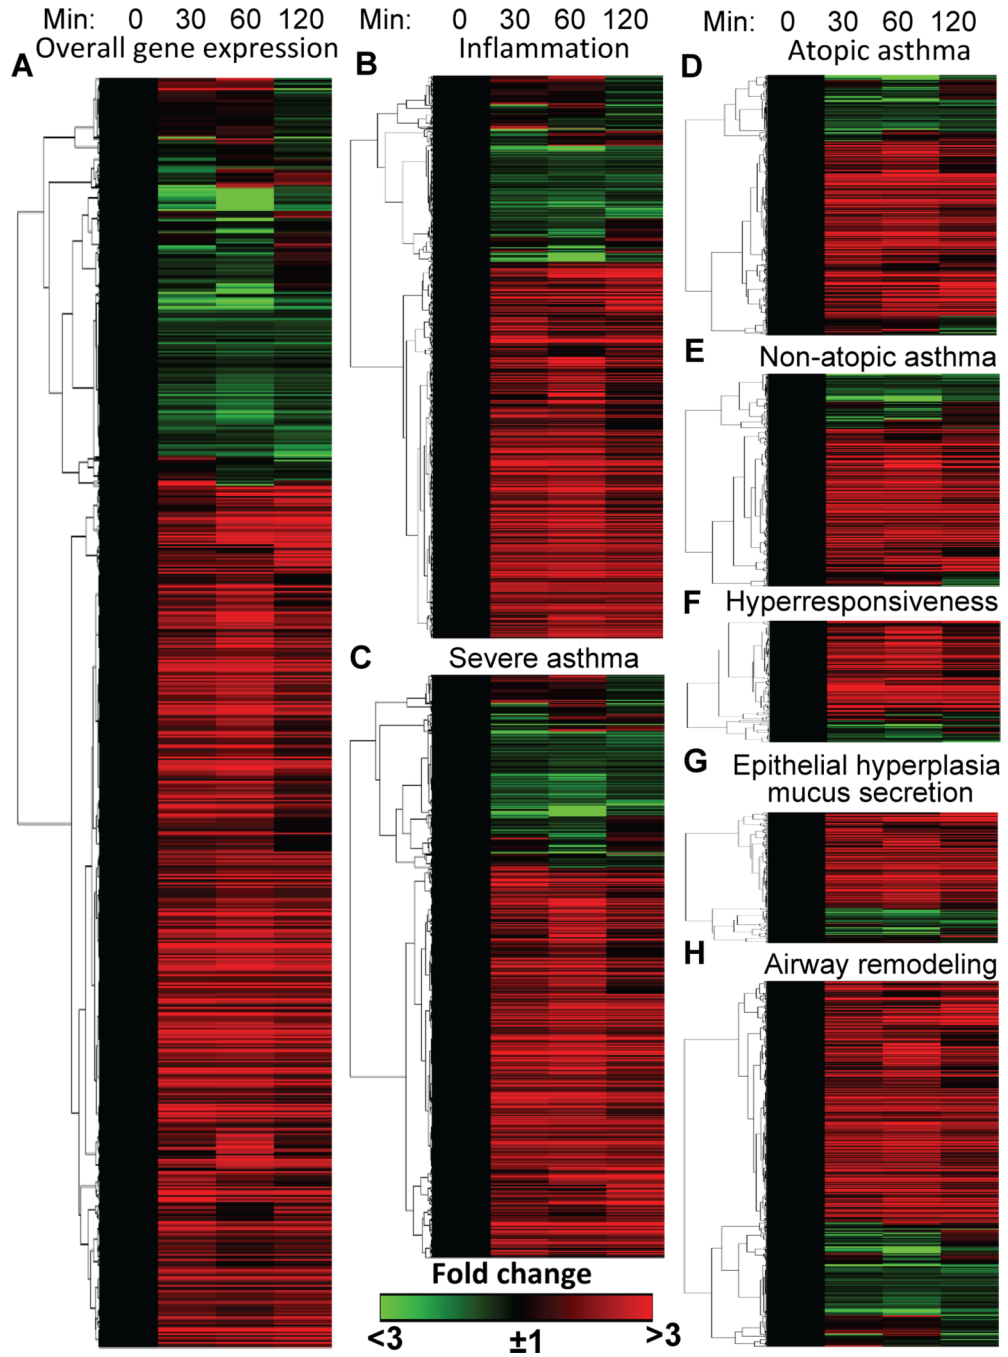 Min: 0 30 60 120
A Overall gene expression
Min: 0 30 60 120
B Inflammation
C Severe asthma
Fold change
<3 ±1 >3
Min: 0 30 60 120
D Atopic asthma
E Non-atopic asthma
F Hyperresponsiveness
G Epithelial hyperplasia
mucus secretion
H Airway remodeling